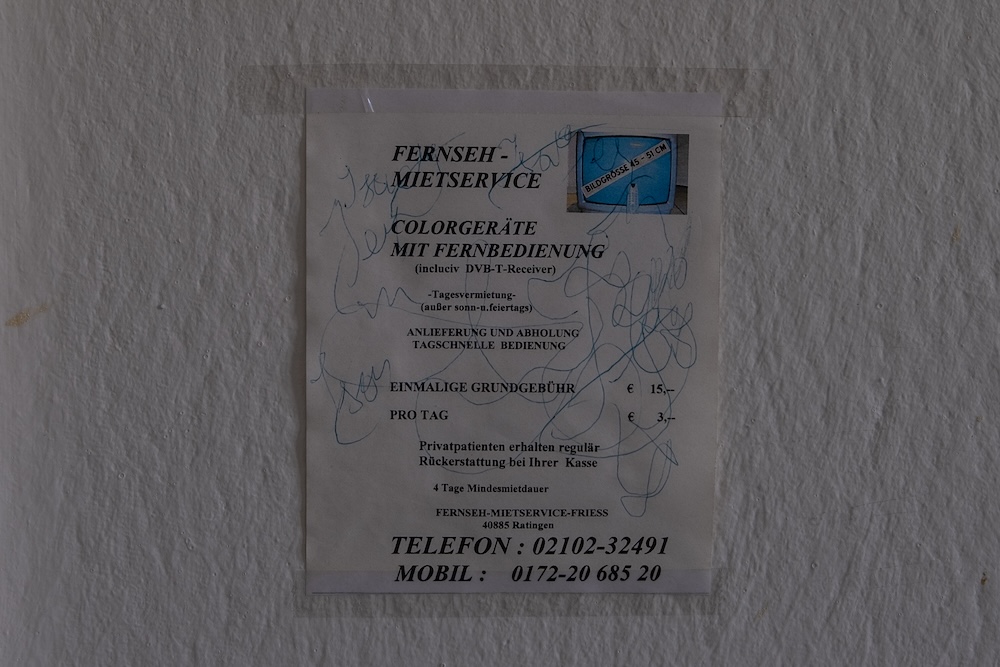 FERNSEH -
MIETSERVICE
BILDGRÖSSE 45 - 51 CM
COLORGERÄTE
MIT FERNBEDIENUNG
(incluciv DVB-T-Receiver)
-Tagesvermietung-
(außer sonn-u.feiertags)
ANLIEFERUNG UND ABHOLUNG
TAGSCHNELLE BEDIENUNG
EINMALIGE GRUNDGEBÜHR € 15,--
PRO TAG € 3,--
Privatpatienten erhalten regulär
Rückerstattung bei Ihrer Kasse
4 Tage Mindesmietdauer
FERNSEH-MIETSERVICE-FRIESS
40885 Ratingen
TELEFON : 02102-32491
MOBIL : 0172-20 685 20